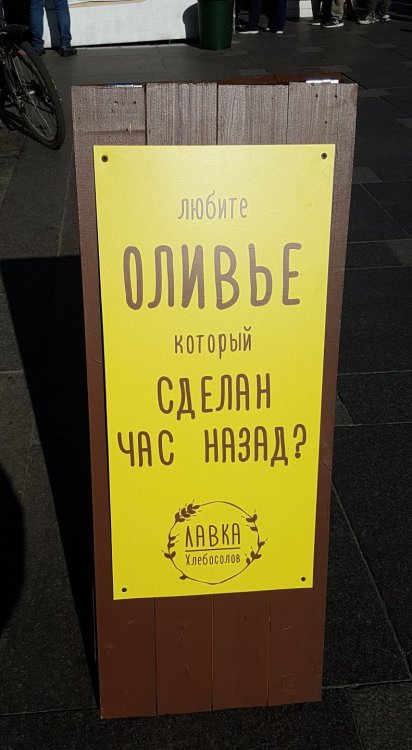 любите
ОЛИВЬЕ
который
СДЕЛАН
ЧАС НАЗАД?
ЛАВКА
Хлебосолов